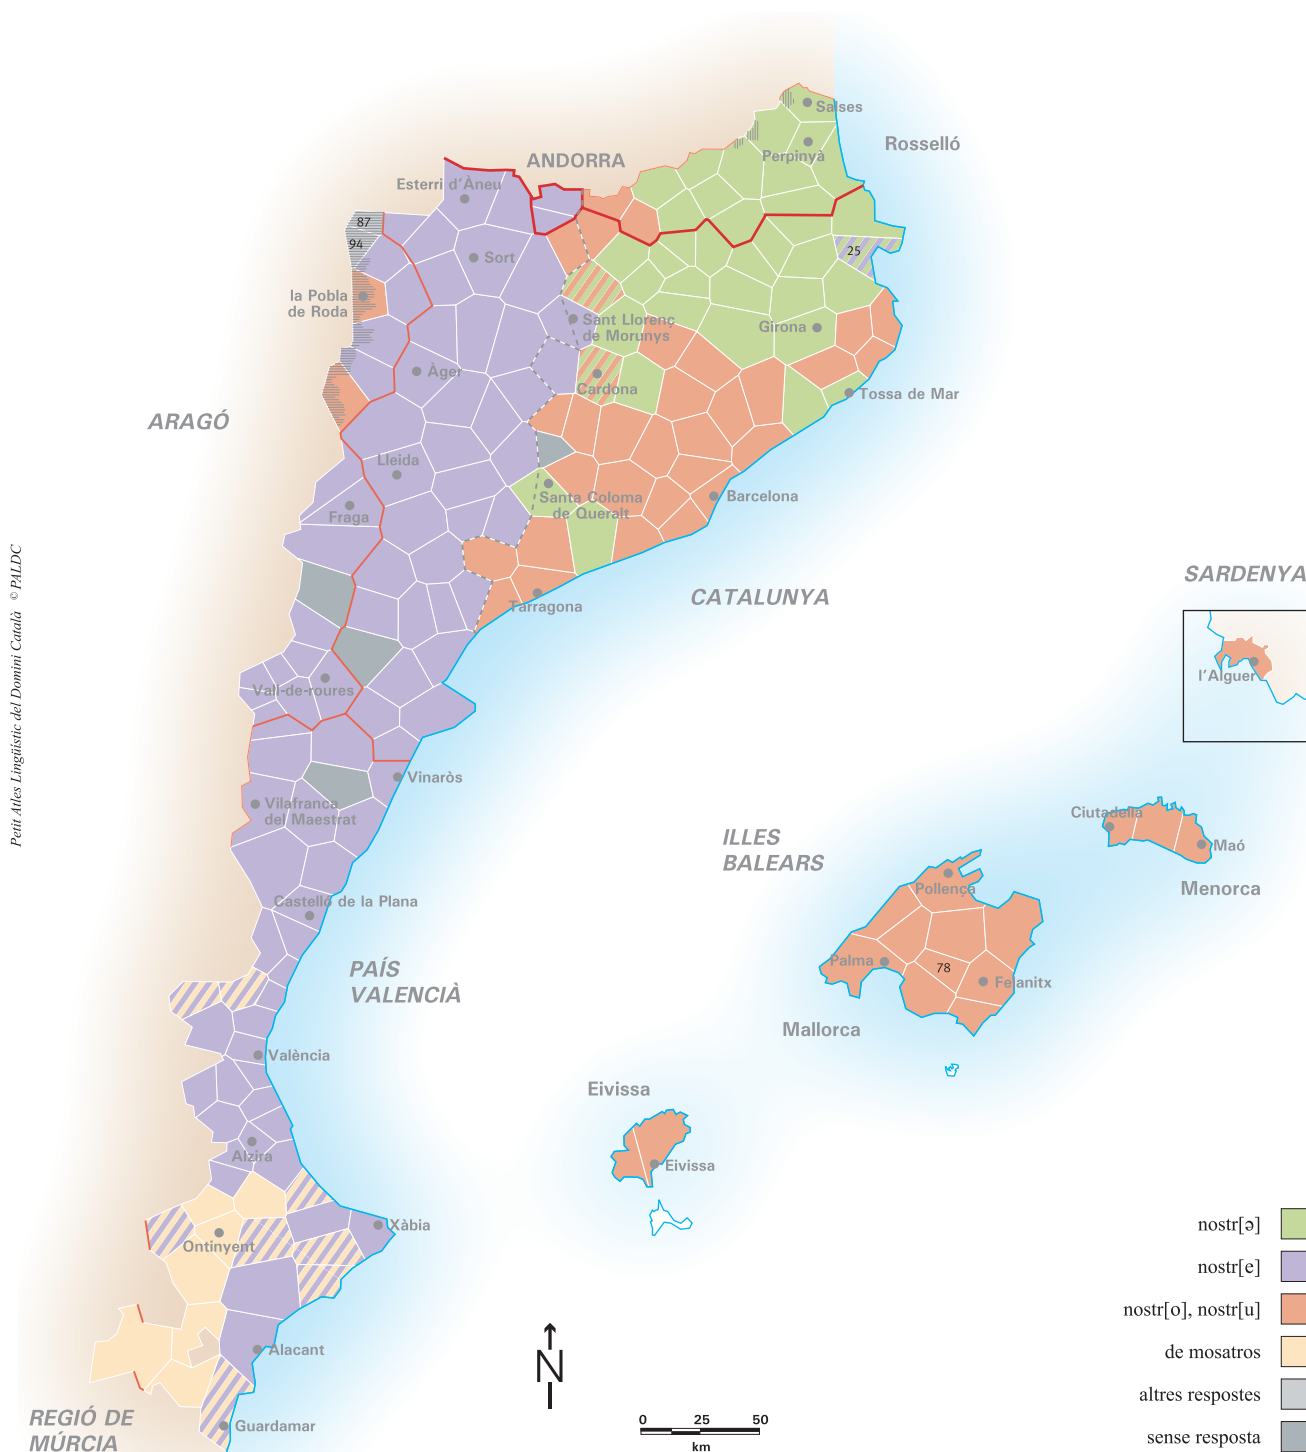 Salses
Rosselló
Perpinyà
ANDORRA
Esterri d'Àneu
87
94
25
Sort
la Pobla
de Roda
Sant Llorenç
de Morunys
Girona
Àger
Cardona
Tossa de Mar
ARAGÓ
Lleida
Santa Coloma
de Queralt
Barcelona
Fraga
Petit Atles Lingüístic del Domini Català © PALDC
SARDENYA
CATALUNYA
Tarragona
l'Alguer
Vall-de-roures
Vinaròs
Vilafranca
del Maestrat
ILLES
BALEARS
Ciutadella
Maó
Menorca
Pollença
Castelló de la Plana
PAÍS
VALENCIÀ
Palma
78
Felanitx
Mallorca
València
Eivissa
Alzira
Eivissa
Xàbia
Ontinyent
nostr[ə]
nostr[e]
nostr[o], nostr[u]
de mosatros
altres respostes
sense resposta
Alacant
N
REGIÓ DE
MÚRCIA
Guardamar
0 25 50
km